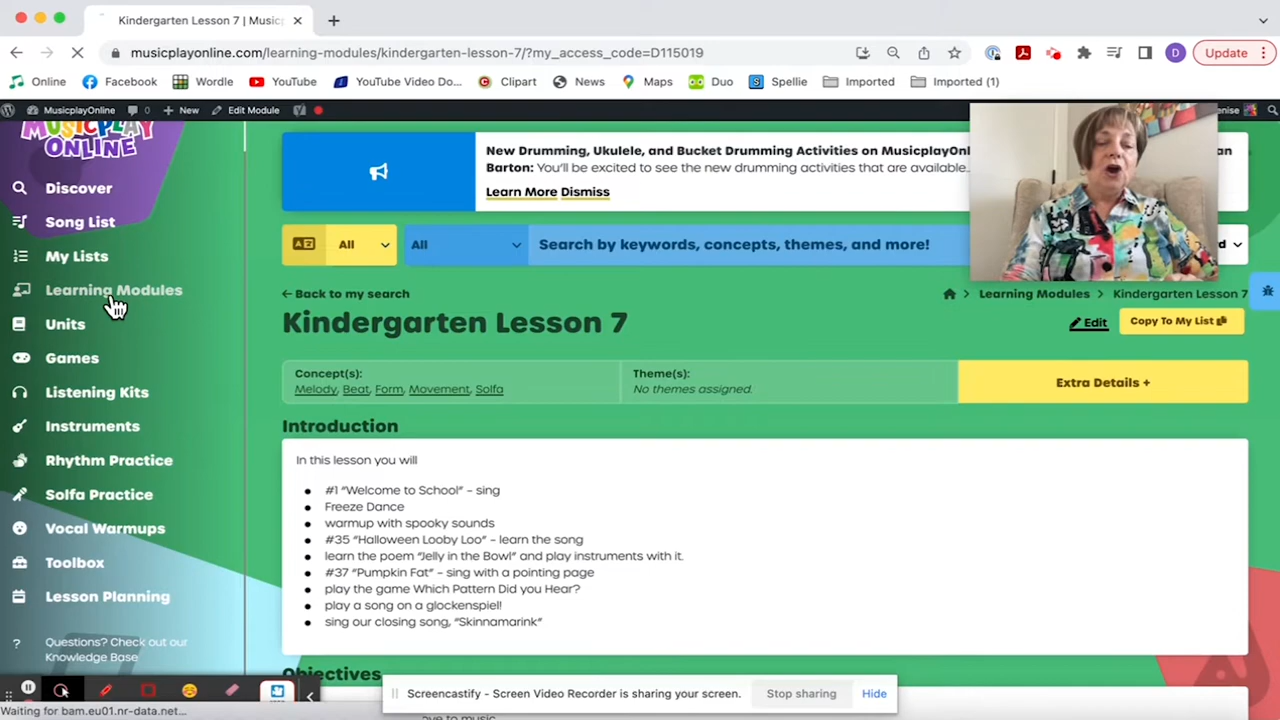 Kindergarten Lesson 7 | Music
musicplayonline.com/learning-modules/kindergarten-lesson-7/?my_access_code=D115019
D
Update
Online
Facebook
Wordle
YouTube
YouTube Video Do...
Clipart
News
Maps
Duo
Spellie
Imported
Imported (1)
MusicplayOnline
0
New
Edit Module
enise
MUSICPLAY
ONLINE
Discover
Song List
My Lists
Learning Modules
Units
Games
Listening Kits
Instruments
Rhythm Practice
Solfa Practice
Vocal Warmups
Toolbox
Lesson Planning
? Questions? Check out our
Knowledge Base
New Drumming, Ukulele, and Bucket Drumming Activities on MusicplayOnl
an
Barton: You'll be excited to see the new drumming activities that are available.
Learn More Dismiss
All
All
Search by keywords, concepts, themes, and more!
d
Back to my search
Learning Modules > Kindergarten Lesson 7
Kindergarten Lesson 7
Edit
Copy To My List
Concept(s):
Melody, Beat, Form, Movement, Solfa
Theme(s):
No themes assigned.
Extra Details +
Introduction
In this lesson you will
● #1 “Welcome to School” – sing
● Freeze Dance
● warmup with spooky sounds
● #35 “Halloween Looby Loo” – learn the song
● learn the poem “Jelly in the Bowl” and play instruments with it.
● #37 “Pumpkin Fat” – sing with a pointing page
● play the game Which Pattern Did you Hear?
● play a song on a glockenspiel!
● sing our closing song, “Skinnamarink”
Objectives
ove to music
Screencastify - Screen Video Recorder is sharing your screen.
Stop sharing
Hide
Waiting for bam.eu01.nr-data.net...